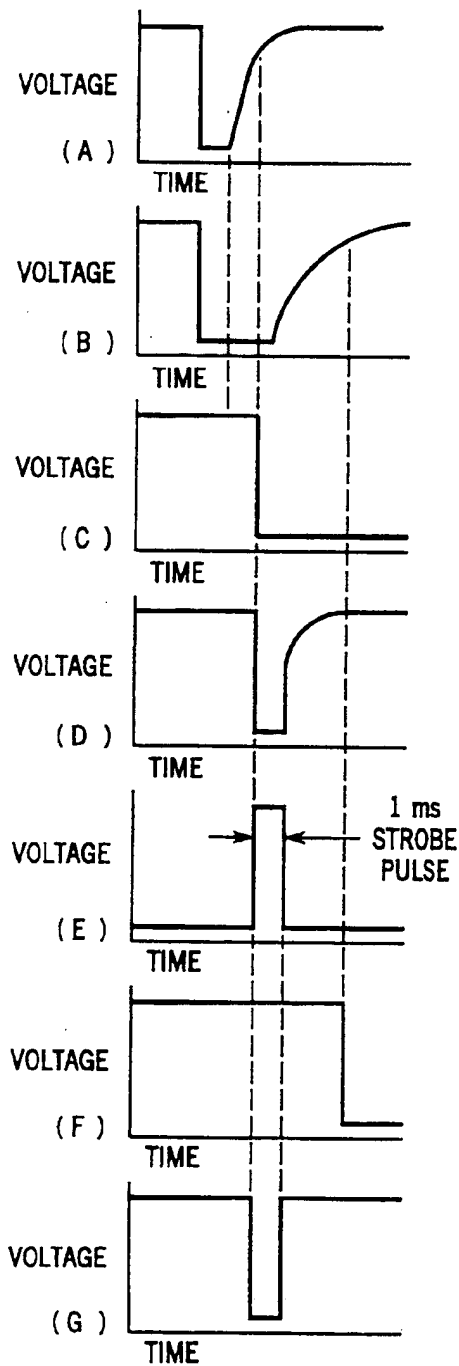 VOLTAGE
( A )
TIME
VOLTAGE
( B )
TIME
VOLTAGE
( C )
TIME
VOLTAGE
( D )
TIME
1 ms
STROBE
PULSE
VOLTAGE
( E )
TIME
VOLTAGE
( F )
TIME
VOLTAGE
( G )
TIME